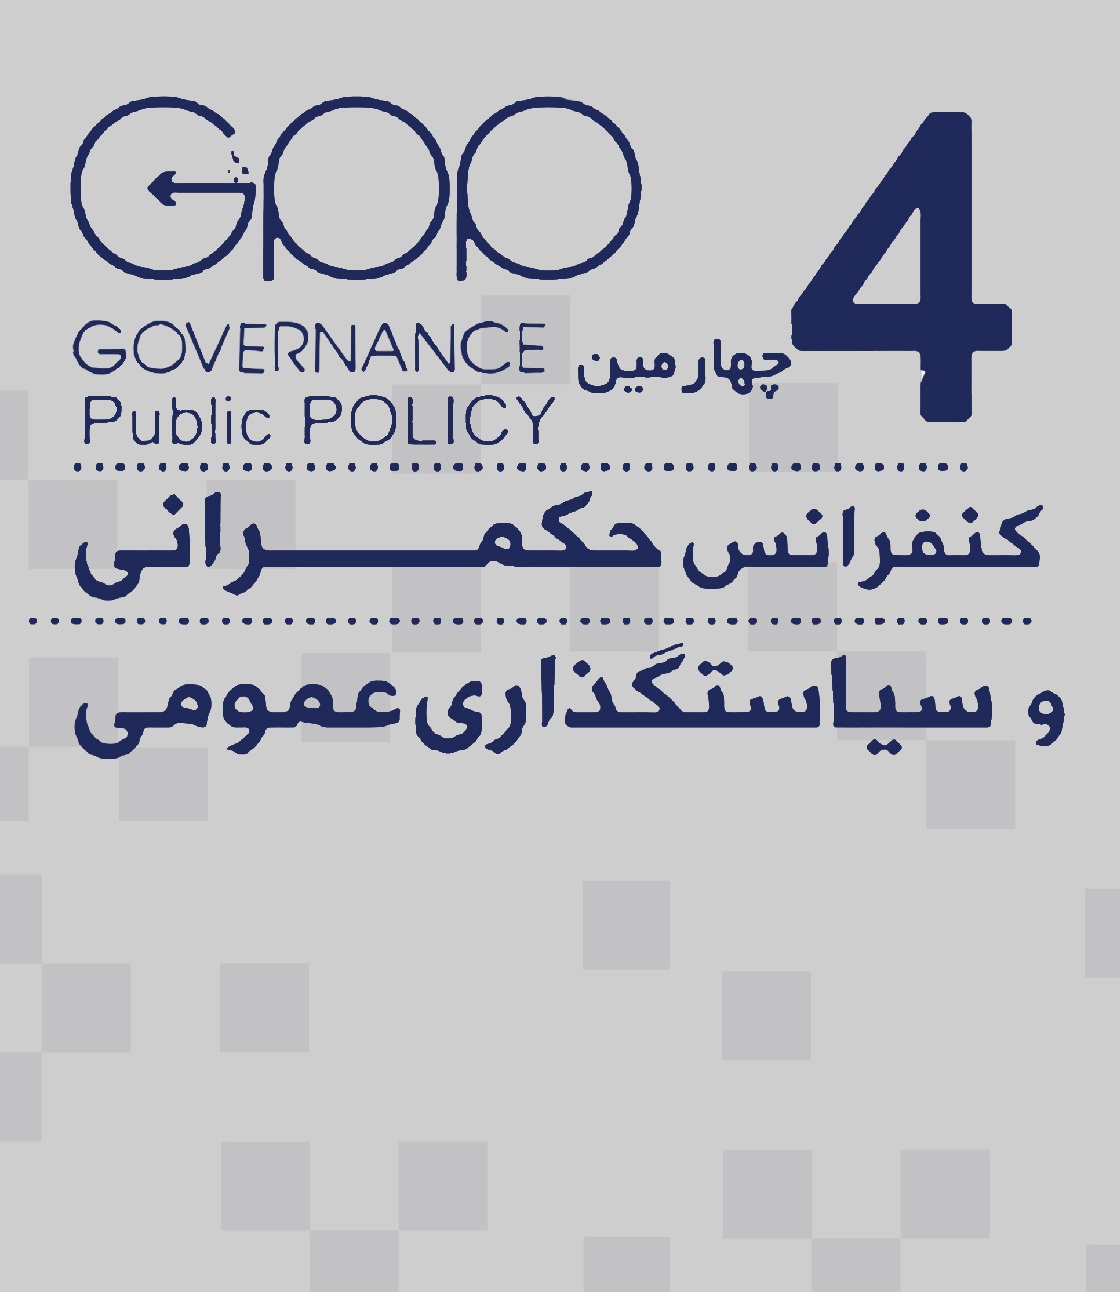 GPP
4
GOVERNANCE
چهارمین
Public POLICY
کنفرانس حکمرانی
و سیاستگذاری عمومی